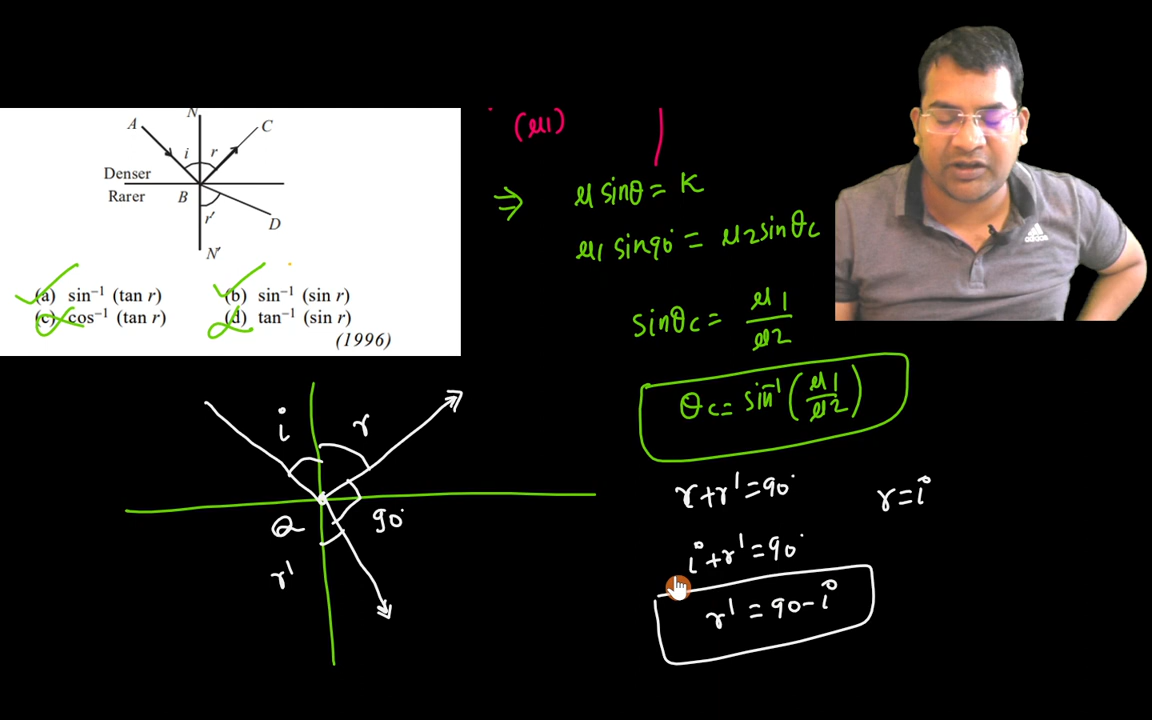 N
A
C
i r
Denser
Rarer
B
r′
D
N′
(a) sin⁻¹ (tan r) (b) sin⁻¹ (sin r)
(c) cos⁻¹ (tan r) (d) tan⁻¹ (sin r)
(1996)
(μ1)
⇒ μ sinθ = K
μ1 sin90° = μ2 sinθc
sinθc = μ1/μ2
θc = sin⁻¹(μ1/μ2)
r+r'=90° r=i
i+r'=90°
r' = 90-i
i r
Q 90°
r'
adidas